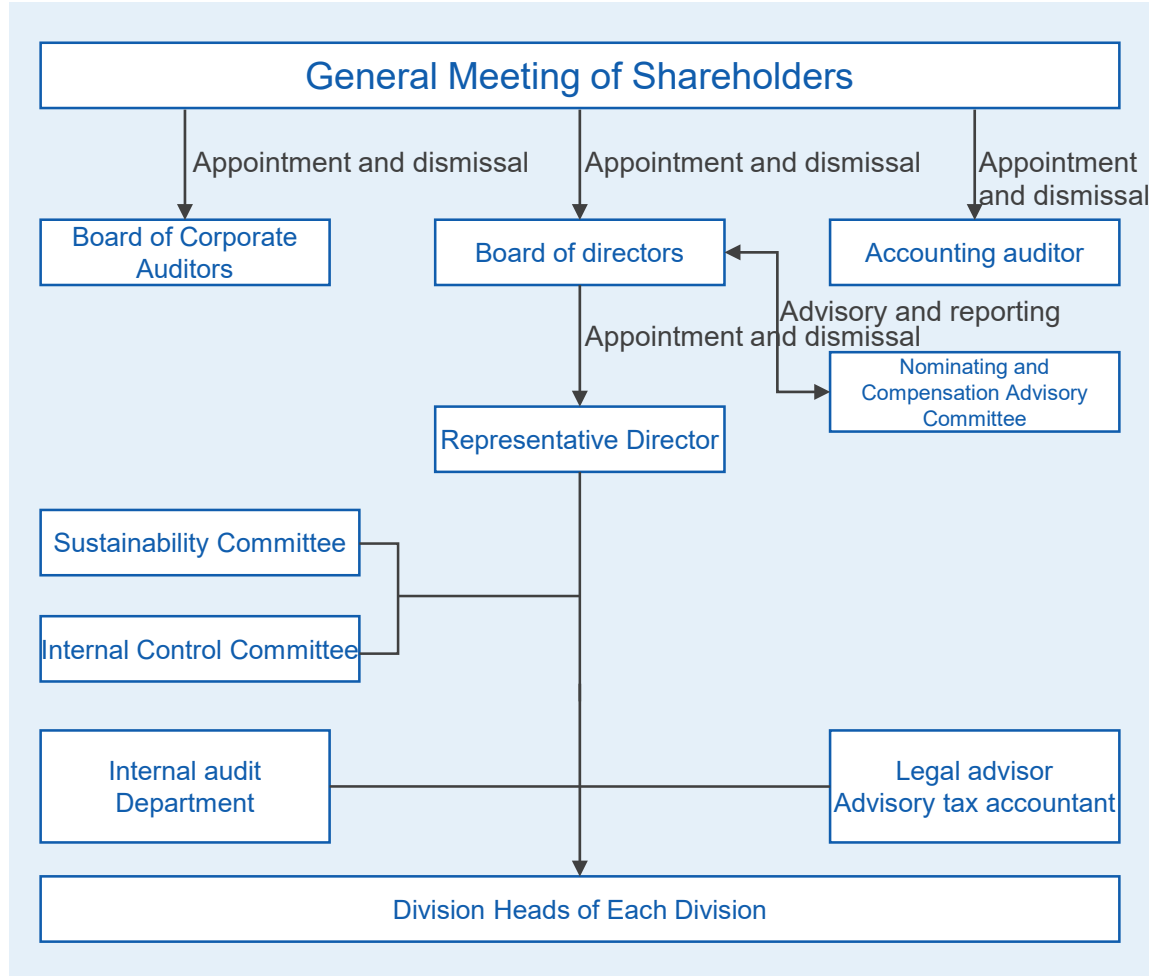 General Meeting of Shareholders
Appointment and dismissal
Appointment and dismissal
Appointment
and dismissal
Board of Corporate
Auditors
Board of directors
Accounting auditor
Advisory and reporting
Appointment and dismissal
Nominating and
Compensation Advisory
Committee
Representative Director
Sustainability Committee
Internal Control Committee
Internal audit
Department
Legal advisor
Advisory tax accountant
Division Heads of Each Division